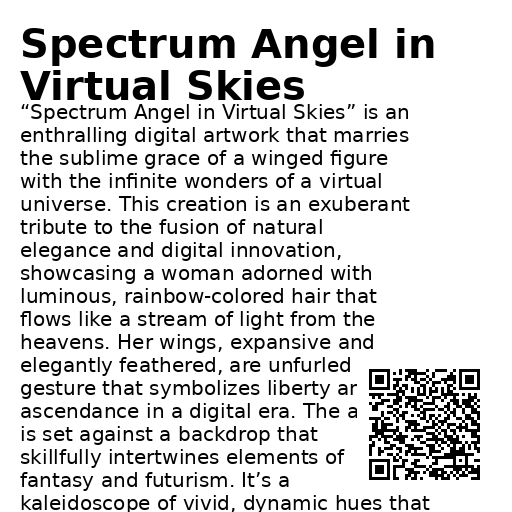 Spectrum Angel in
Virtual Skies
“Spectrum Angel in Virtual Skies” is an
enthralling digital artwork that marries
the sublime grace of a winged figure
with the infinite wonders of a virtual
universe. This creation is an exuberant
tribute to the fusion of natural
elegance and digital innovation,
showcasing a woman adorned with
luminous, rainbow-colored hair that
flows like a stream of light from the
heavens. Her wings, expansive and
elegantly feathered, are unfurled
gesture that symbolizes liberty
ascendance in a digital era. The
is set against a backdrop that
skillfully intertwines elements of
fantasy and futurism. It’s a
kaleidoscope of vivid, dynamic hues that